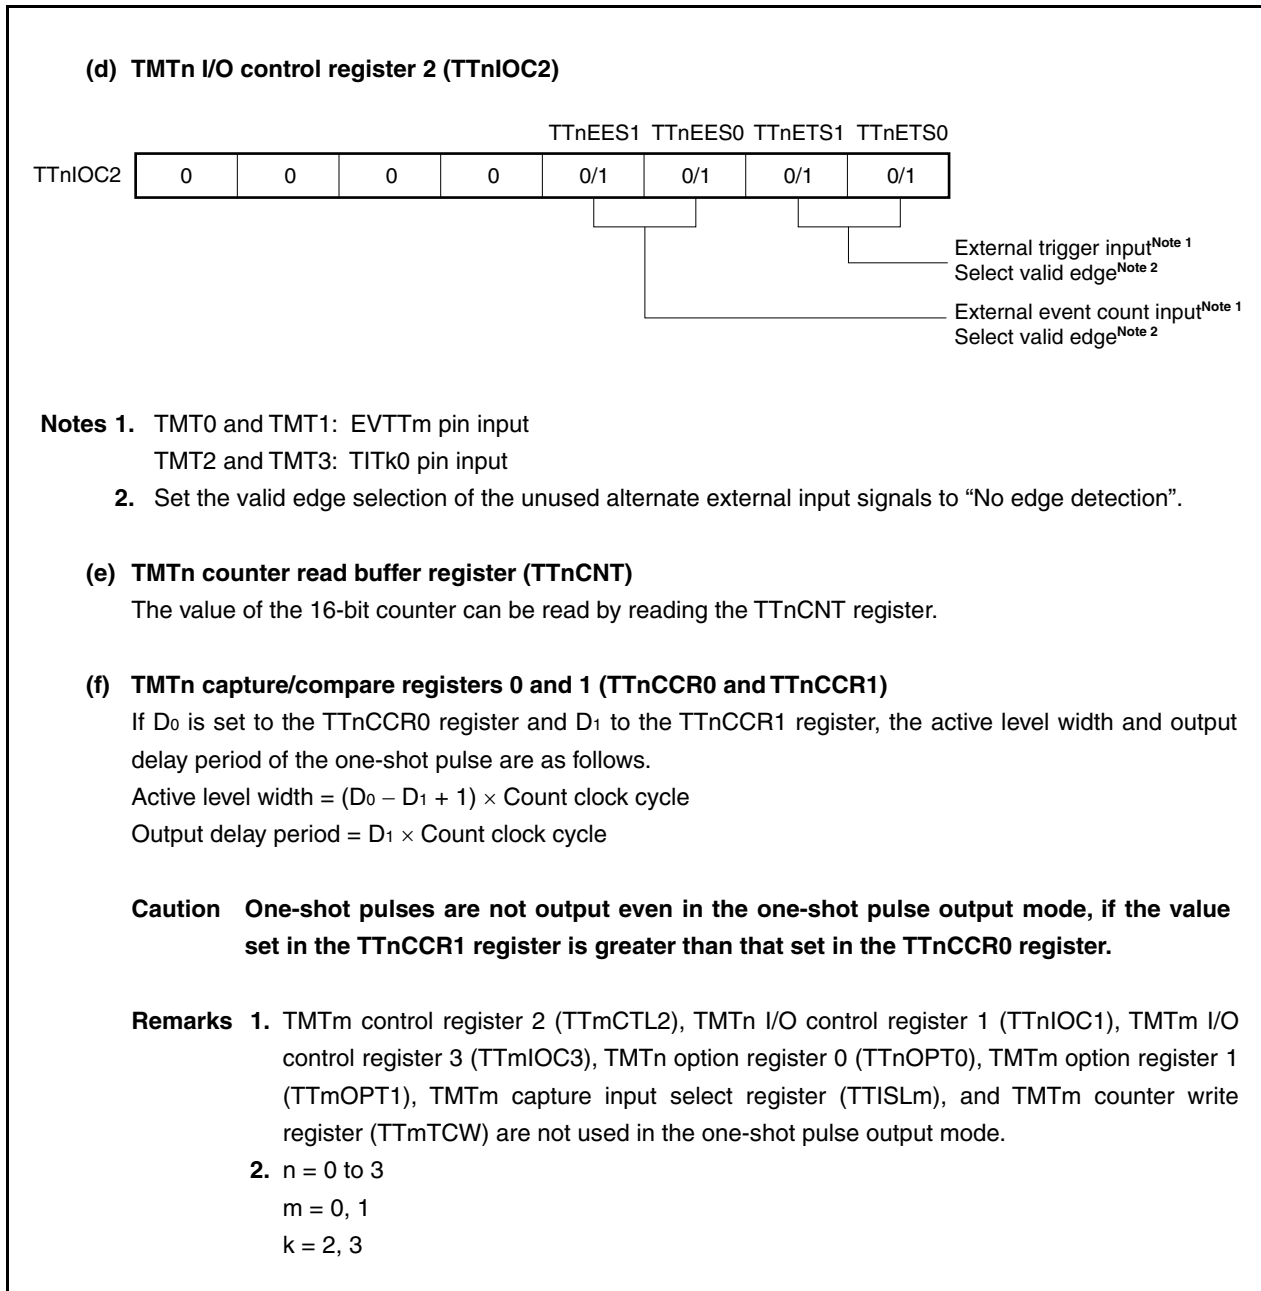 (d) TMTn I/O control register 2 (TTnIOC2)
TTnEES1 TTnEES0 TTnETS1 TTnETS0
TTnIOC2 0 0 0 0 0/1 0/1 0/1 0/1
External trigger inputNote 1
Select valid edgeNote 2
External event count inputNote 1
Select valid edgeNote 2
Notes 1. TMT0 and TMT1: EVTTm pin input
TMT2 and TMT3: TITk0 pin input
2. Set the valid edge selection of the unused alternate external input signals to “No edge detection”.
(e) TMTn counter read buffer register (TTnCNT)
The value of the 16-bit counter can be read by reading the TTnCNT register.
(f) TMTn capture/compare registers 0 and 1 (TTnCCR0 and TTnCCR1)
If D0 is set to the TTnCCR0 register and D1 to the TTnCCR1 register, the active level width and output
delay period of the one-shot pulse are as follows.
Active level width = (D0 − D1 + 1) × Count clock cycle
Output delay period = D1 × Count clock cycle
Caution One-shot pulses are not output even in the one-shot pulse output mode, if the value
set in the TTnCCR1 register is greater than that set in the TTnCCR0 register.
Remarks 1. TMTm control register 2 (TTmCTL2), TMTn I/O control register 1 (TTnIOC1), TMTm I/O
control register 3 (TTmIOC3), TMTn option register 0 (TTnOPT0), TMTm option register 1
(TTmOPT1), TMTm capture input select register (TTISLm), and TMTm counter write
register (TTmTCW) are not used in the one-shot pulse output mode.
2. n = 0 to 3
m = 0, 1
k = 2, 3